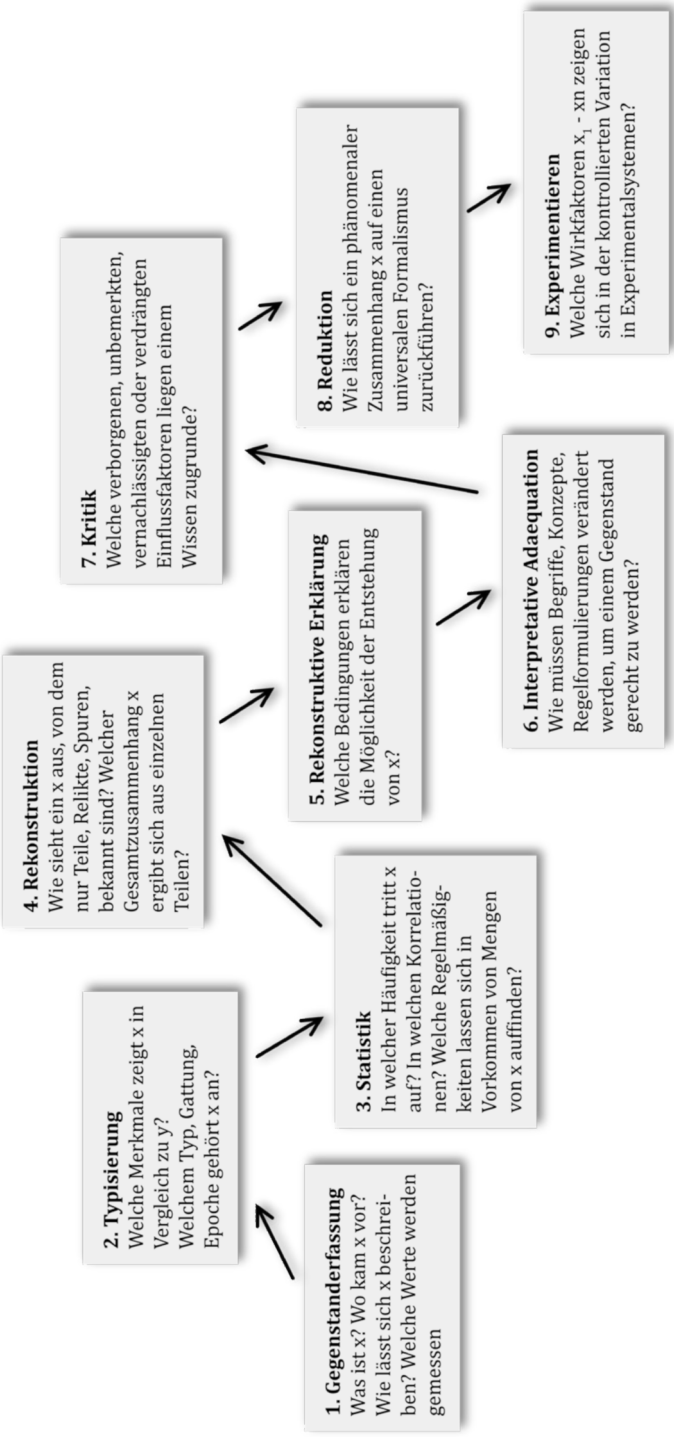 1. Gegenstanderfassung
Was ist x? Wo kam x vor?
Wie lässt sich x beschrei-
ben? Welche Werte werden
gemessen
2. Typisierung
Welche Merkmale zeigt x in
Vergleich zu y?
Welchem Typ, Gattung,
Epoche gehört x an?
3. Statistik
In welcher Häufigkeit tritt x
auf? In welchen Korrelatio-
nen? Welche Regelmäßig-
keiten lassen sich in
Vorkommen von Mengen
von x auffinden?
4. Rekonstruktion
Wie sieht ein x aus, von dem
nur Teile, Relikte, Spuren,
bekannt sind? Welcher
Gesamtzusammenhang x
ergibt sich aus einzelnen
Teilen?
5. Rekonstruktive Erklärung
Welche Bedingungen erklären
die Möglichkeit der Entstehung
von x?
6. Interpretative Adaequation
Wie müssen Begriffe, Konzepte,
Regelformulierungen verändert
werden, um einem Gegenstand
gerecht zu werden?
7. Kritik
Welche verborgenen, unbemerkten,
vernachlässigten oder verdrängten
Einflussfaktoren liegen einem
Wissen zugrunde?
8. Reduktion
Wie lässt sich ein phänomenaler
Zusammenhang x auf einen
universalen Formalismus
zurückführen?
9. Experimentieren
Welche Wirkfaktoren x₁ - xn zeigen
sich in der kontrollierten Variation
in Experimentalsystemen?